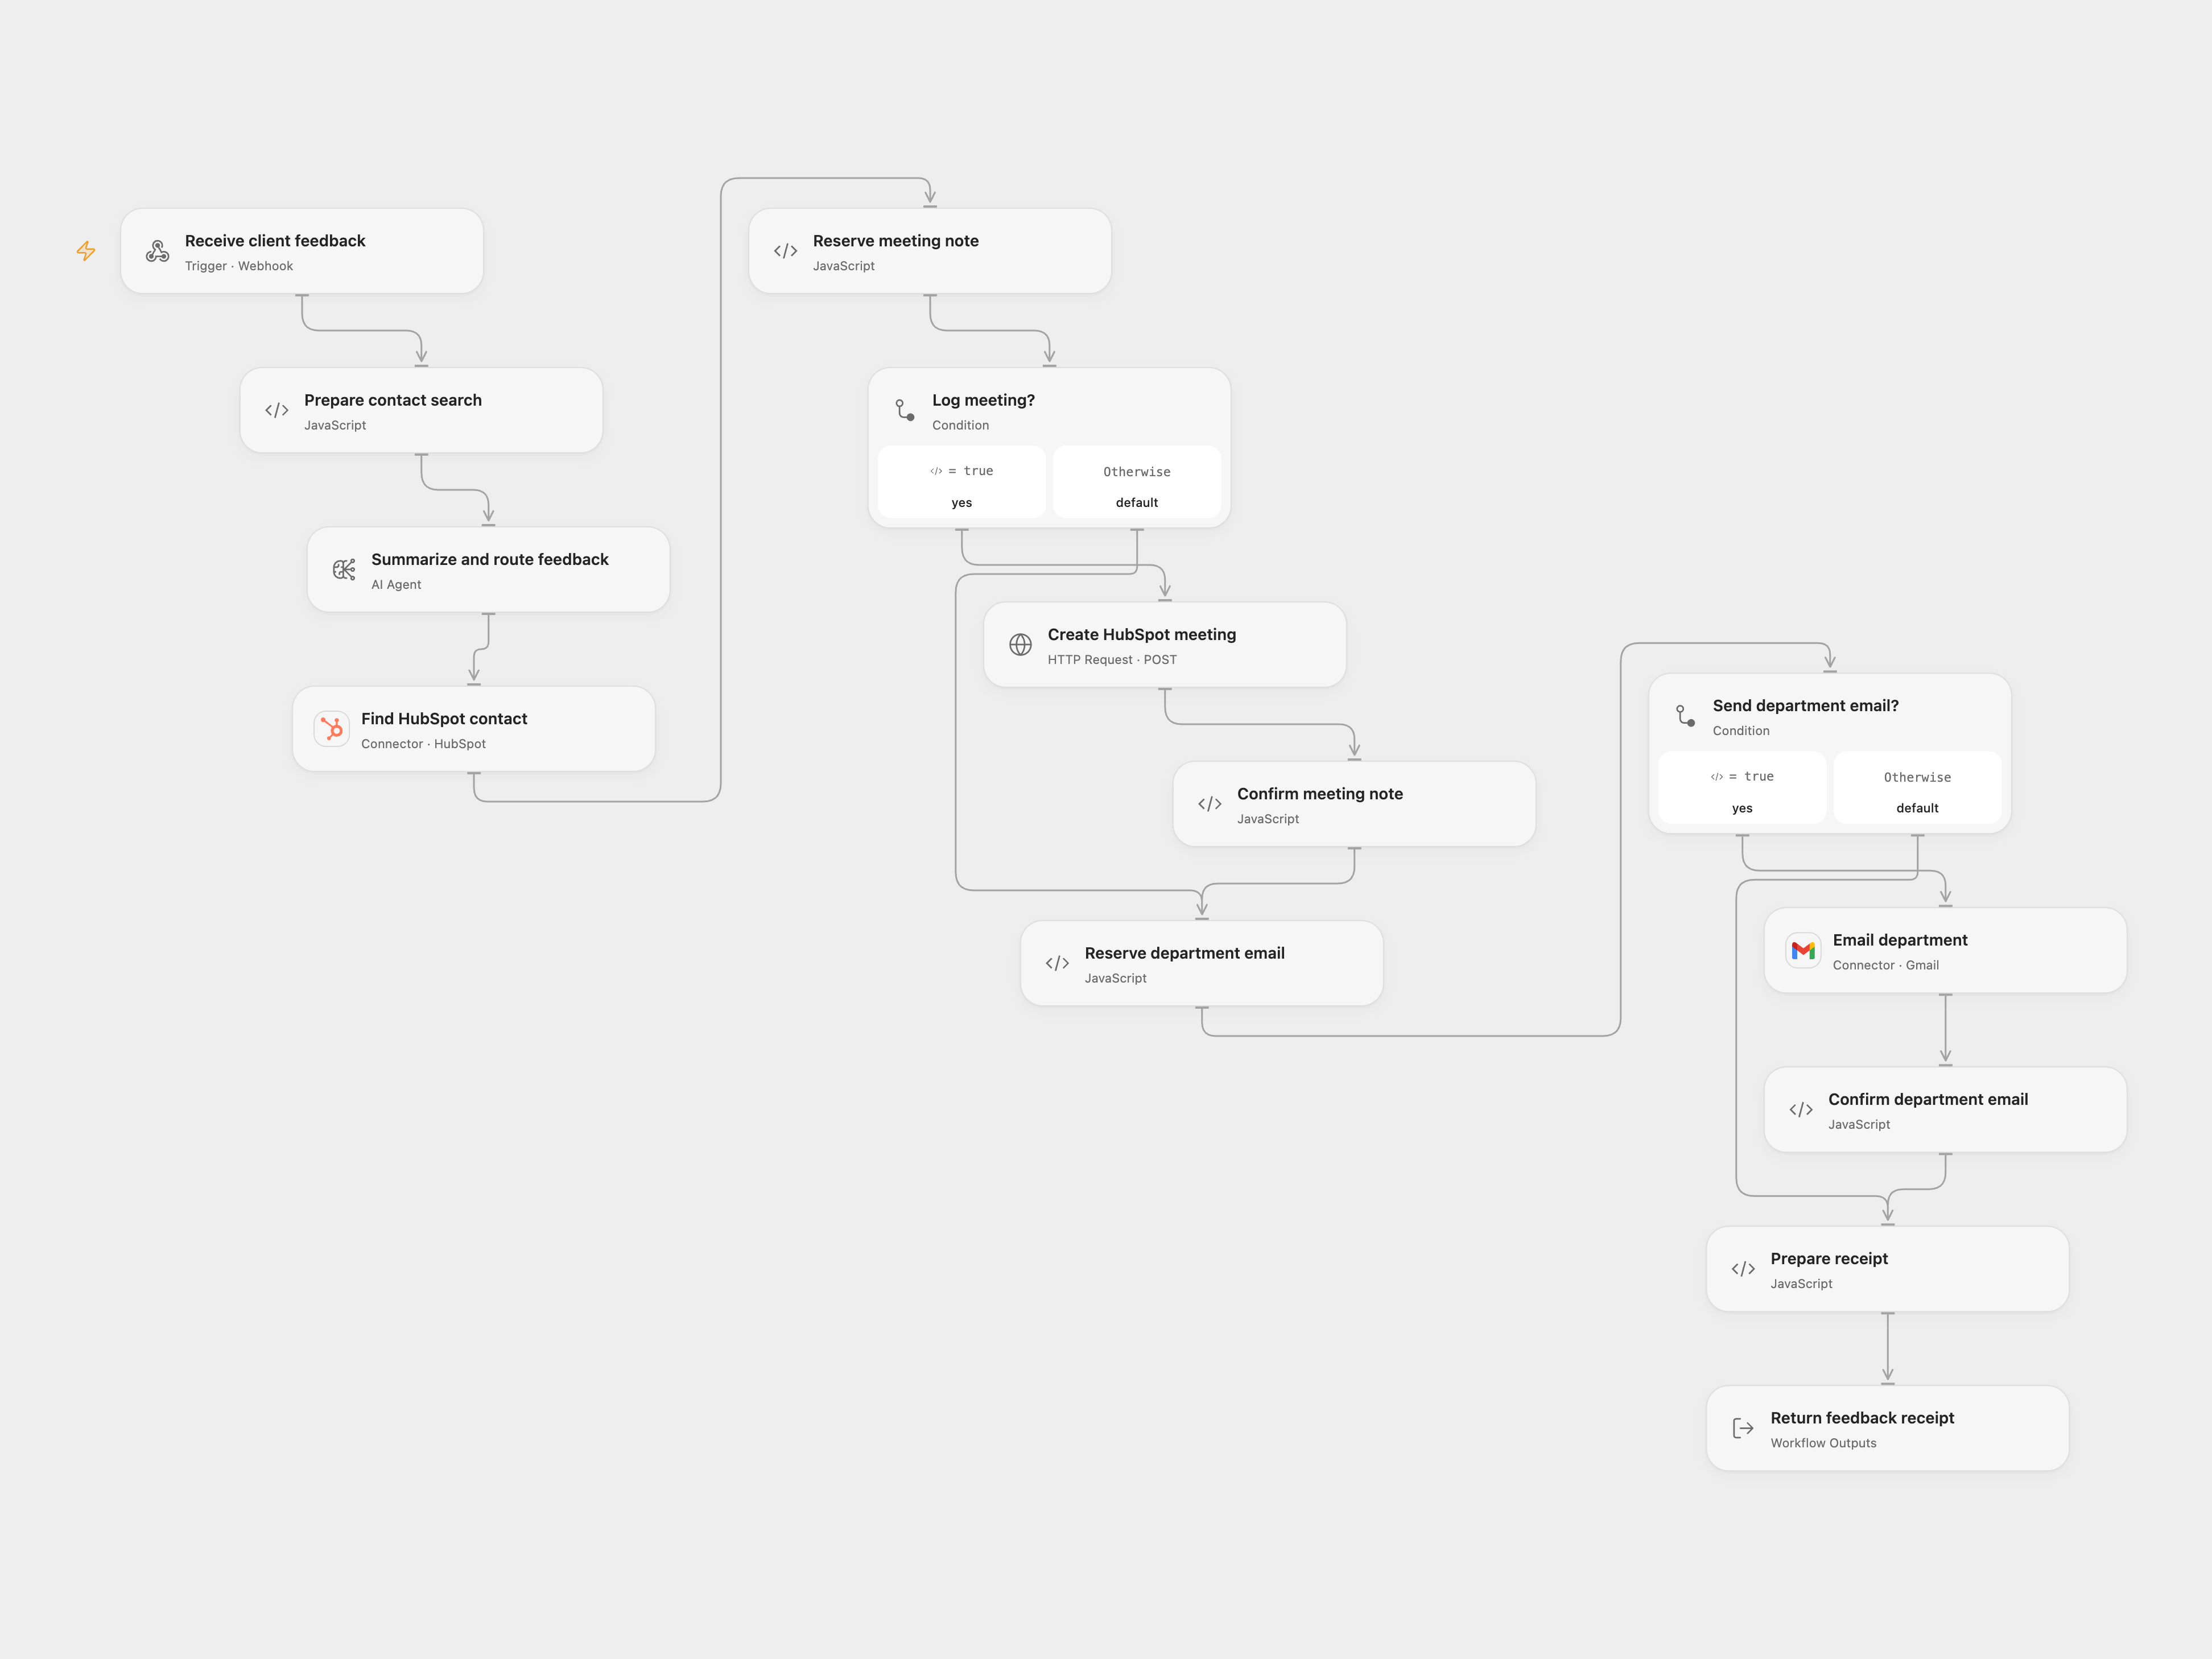 Receive client feedback
Trigger · Webhook
Prepare contact search
JavaScript
Summarize and route feedback
AI Agent
Find HubSpot contact
Connector · HubSpot
Reserve meeting note
JavaScript
Log meeting?
Condition
</> = true
yes
Otherwise
default
Create HubSpot meeting
HTTP Request · POST
Confirm meeting note
JavaScript
Reserve department email
JavaScript
Send department email?
Condition
</> = true
yes
Otherwise
default
Email department
Connector · Gmail
Confirm department email
JavaScript
Prepare receipt
JavaScript
Return feedback receipt
Workflow Outputs